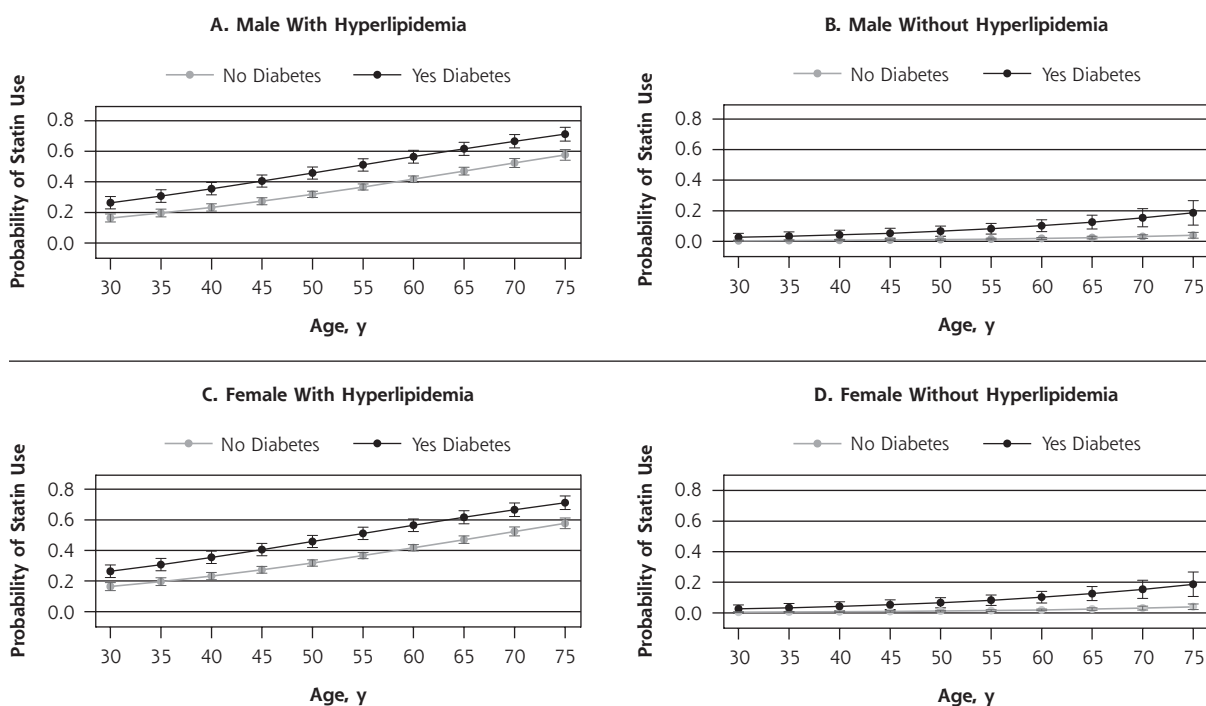 A. Male With Hyperlipidemia
No Diabetes Yes Diabetes
Probability of Statin Use
0.8
0.6
0.4
0.2
0.0
30 35 40 45 50 55 60 65 70 75
Age, y
B. Male Without Hyperlipidemia
No Diabetes Yes Diabetes
Probability of Statin Use
0.8
0.6
0.4
0.2
0.0
30 35 40 45 50 55 60 65 70 75
Age, y
C. Female With Hyperlipidemia
No Diabetes Yes Diabetes
Probability of Statin Use
0.8
0.6
0.4
0.2
0.0
30 35 40 45 50 55 60 65 70 75
Age, y
D. Female Without Hyperlipidemia
No Diabetes Yes Diabetes
Probability of Statin Use
0.8
0.6
0.4
0.2
0.0
30 35 40 45 50 55 60 65 70 75
Age, y